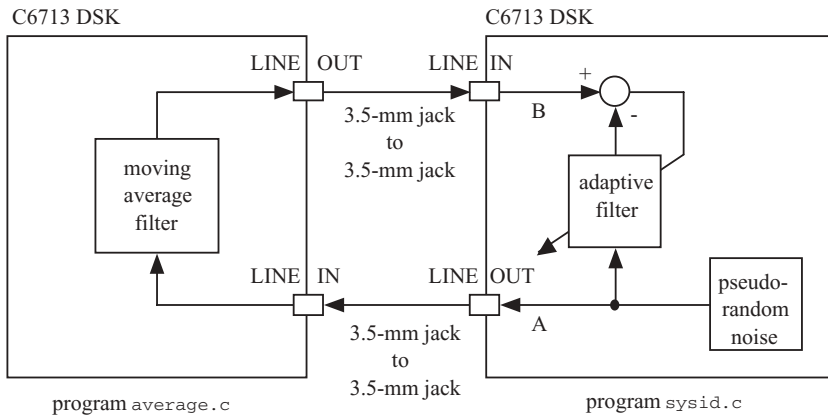 C6713 DSK
C6713 DSK
LINE OUT
LINE IN
+
B
-
3.5-mm jack
to
3.5-mm jack
moving
average
filter
adaptive
filter
LINE IN
LINE OUT
A
pseudo-
random
noise
3.5-mm jack
to
3.5-mm jack
program average.c
program sysid.c